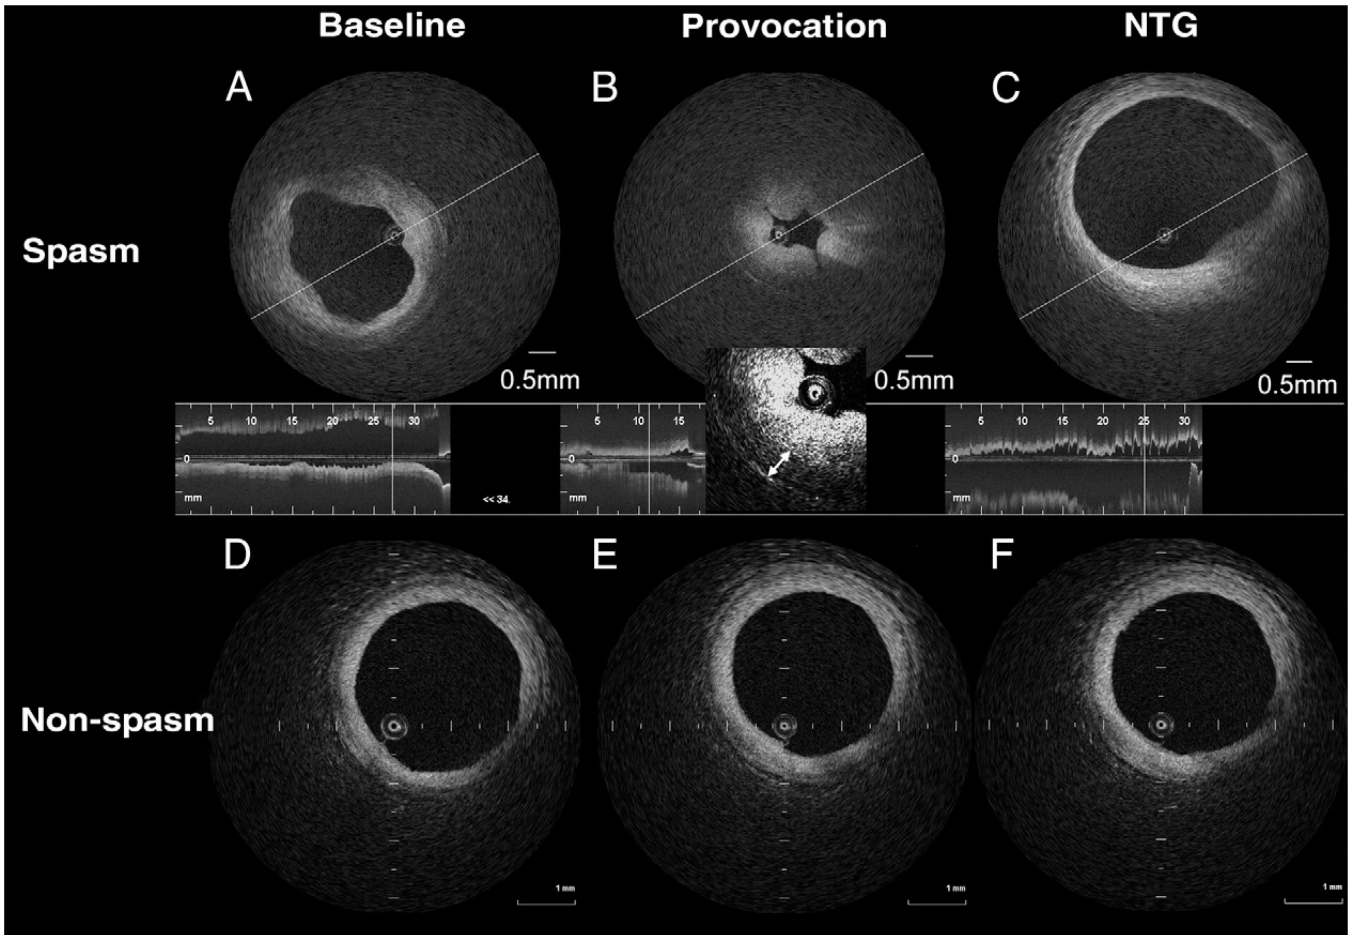 Baseline Provocation NTG
A B C
Spasm
0.5mm 0.5mm 0.5mm
5 10 15 20 25 30
0
mm
<< 34.
5 10 15
0
mm
5 10 15 20 25 30
0
mm
D E F
Non-spasm
1 mm 1 mm 1 mm